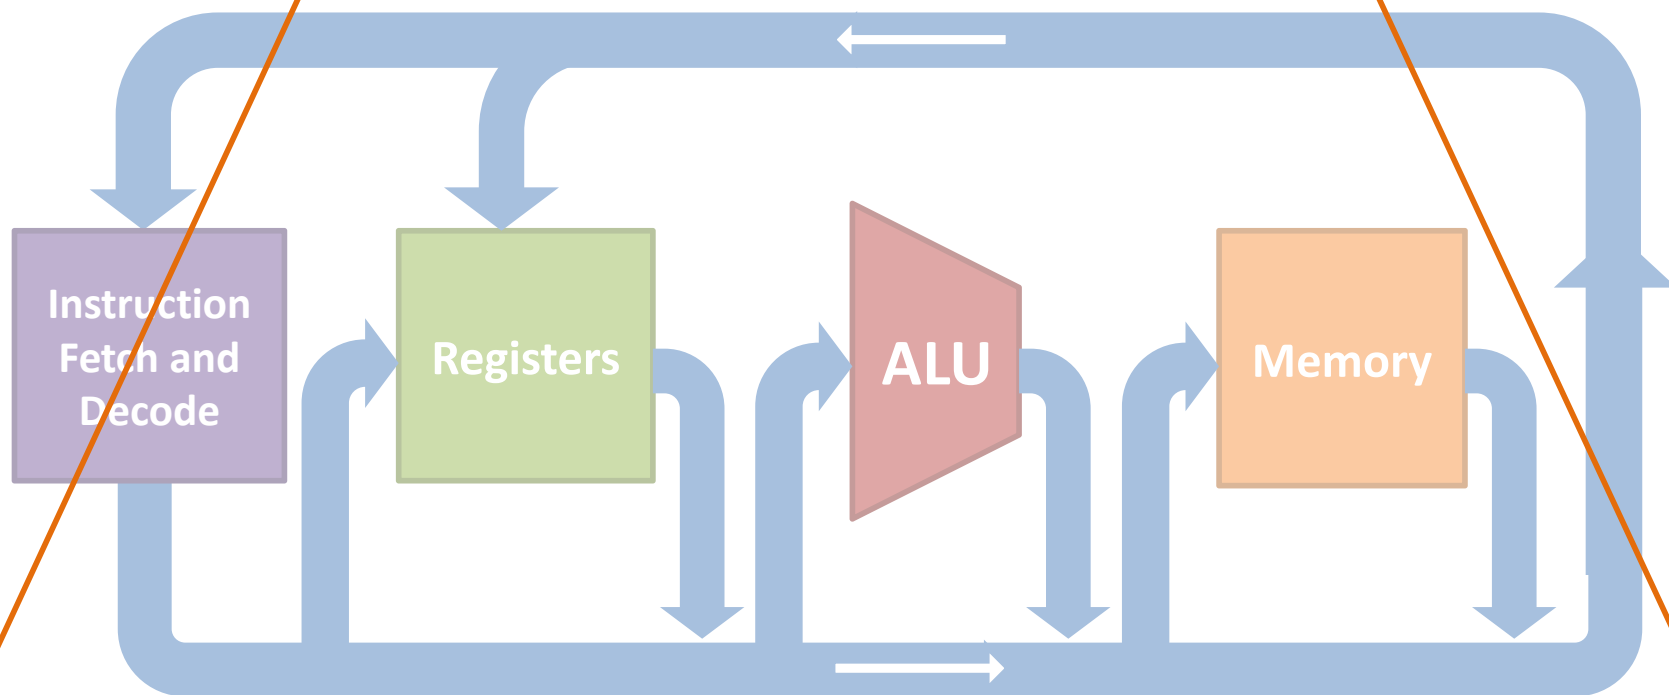 Instruction
Fetch and
Decode
Registers
ALU
Memory